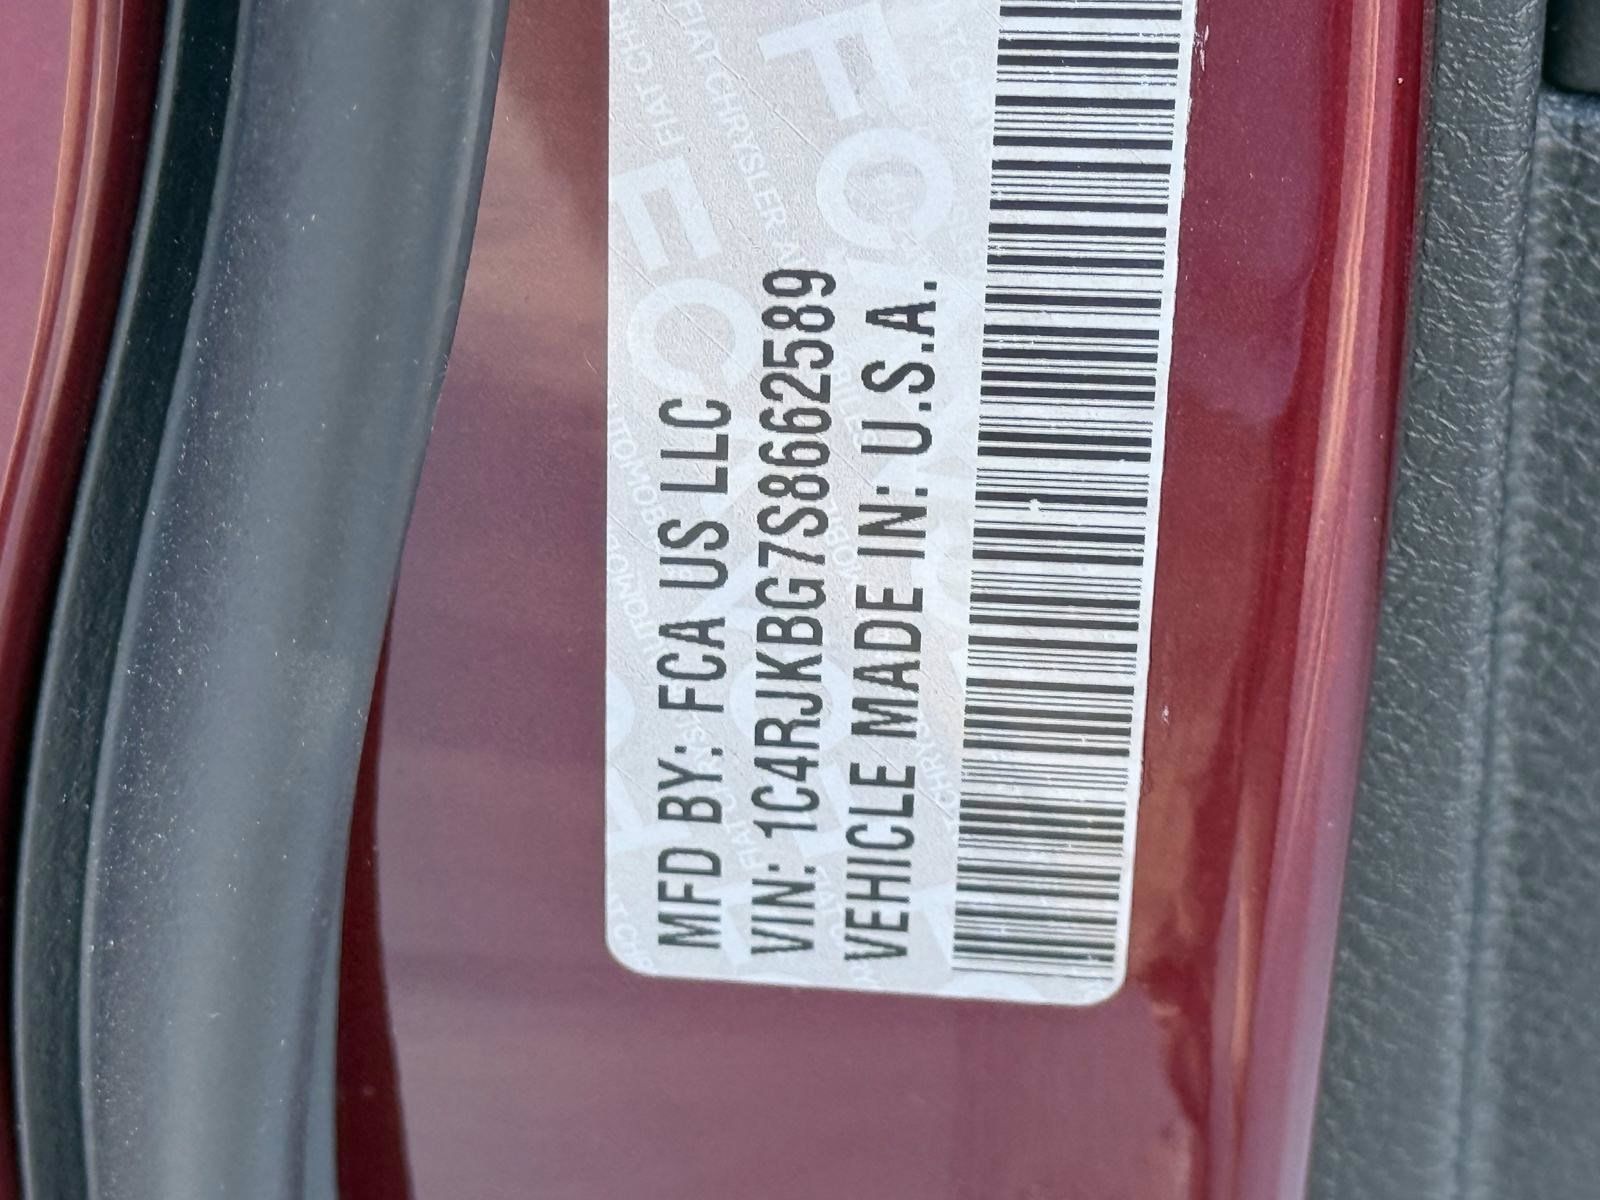 MFD BY: FCA US LLC
VIN: 1C4RJKBG7S8662589
VEHICLE MADE IN: U.S.A.